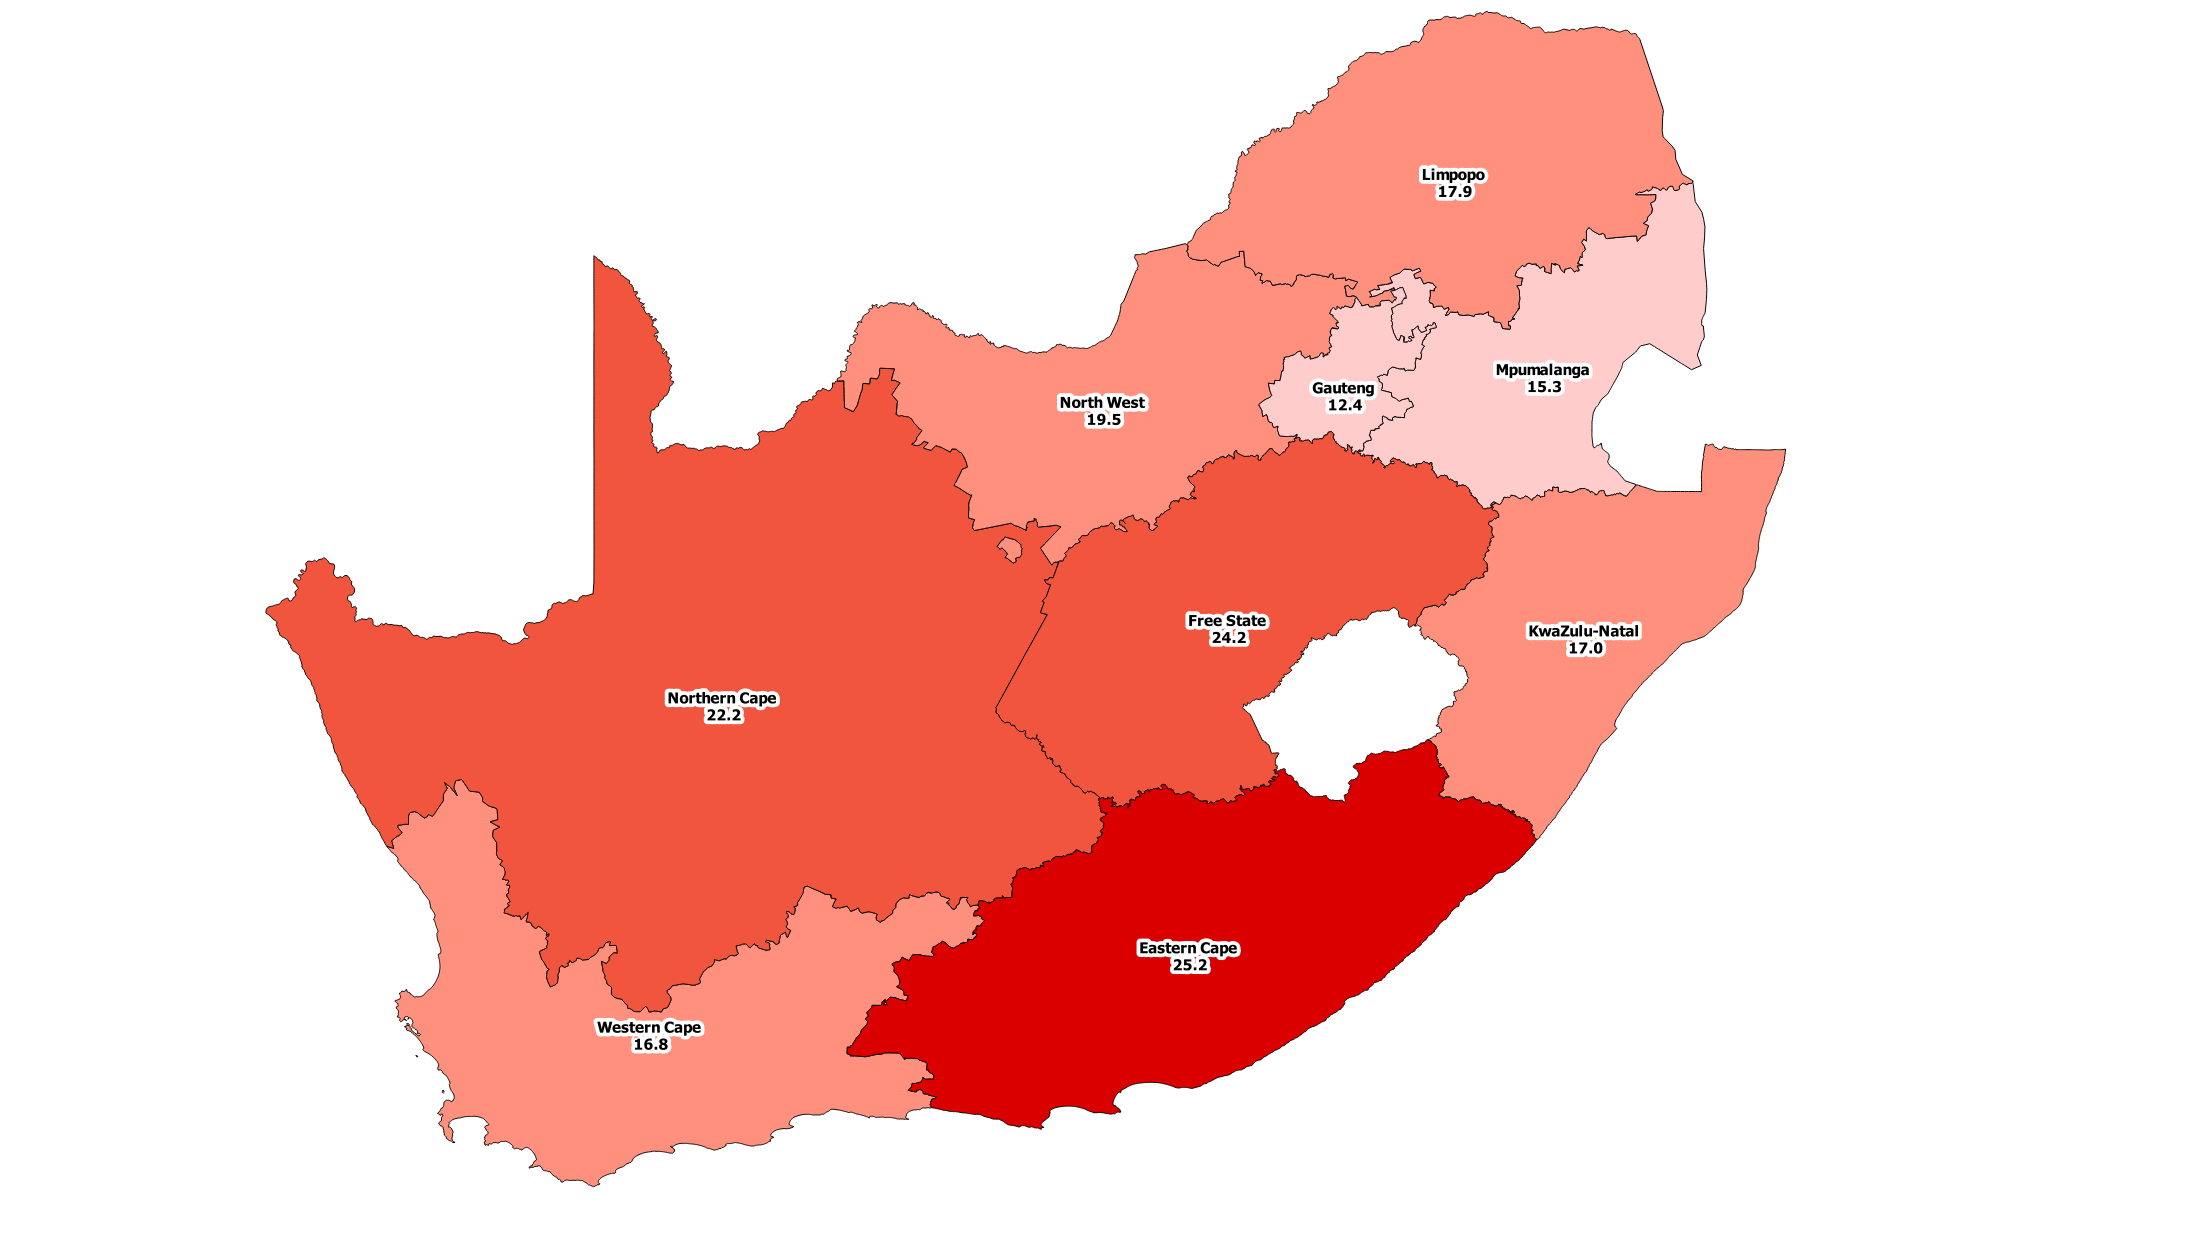 Limpopo
17.9
Mpumalanga
15.3
Gauteng
12.4
North West
19.5
Free State
24.2
KwaZulu-Natal
17.0
Northern Cape
22.2
Eastern Cape
25.2
Western Cape
16.8